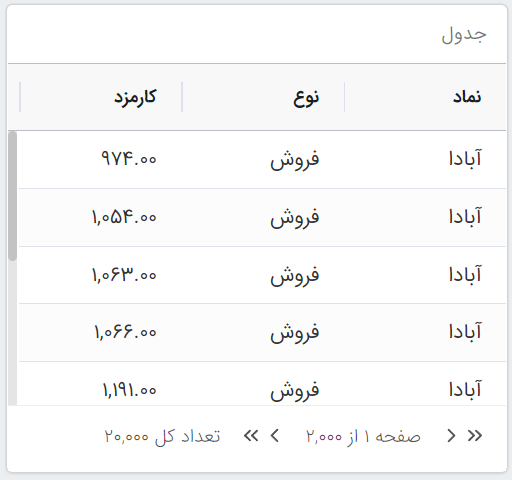 جدول
نماد نوع کارمزد
آبادا فروش ۹۷۴.۰۰
آبادا فروش ۱,۰۵۴.۰۰
آبادا فروش ۱,۰۶۳.۰۰
آبادا فروش ۱,۰۶۶.۰۰
آبادا فروش ۱,۱۹۱.۰۰
صفحه ۱ از ۲,۰۰۰ تعداد کل ۲۰,۰۰۰